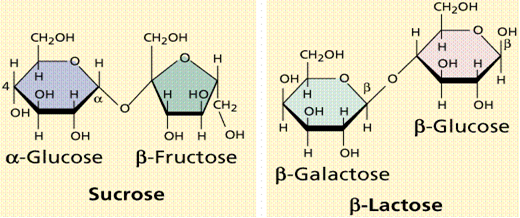 CH₂OH
O
H
H
H
4
OH
H
α
OH
H
OH
O
CH₂OH
O
H
H
HO
CH₂
OH
OH
H
α-Glucose
β-Fructose
Sucrose
CH₂OH
O
OH
H
β
H
OH
H
H
OH
O
CH₂OH
O
OH
H
H
β
OH
H
H
H
H
OH
β-Glucose
β-Galactose
β-Lactose